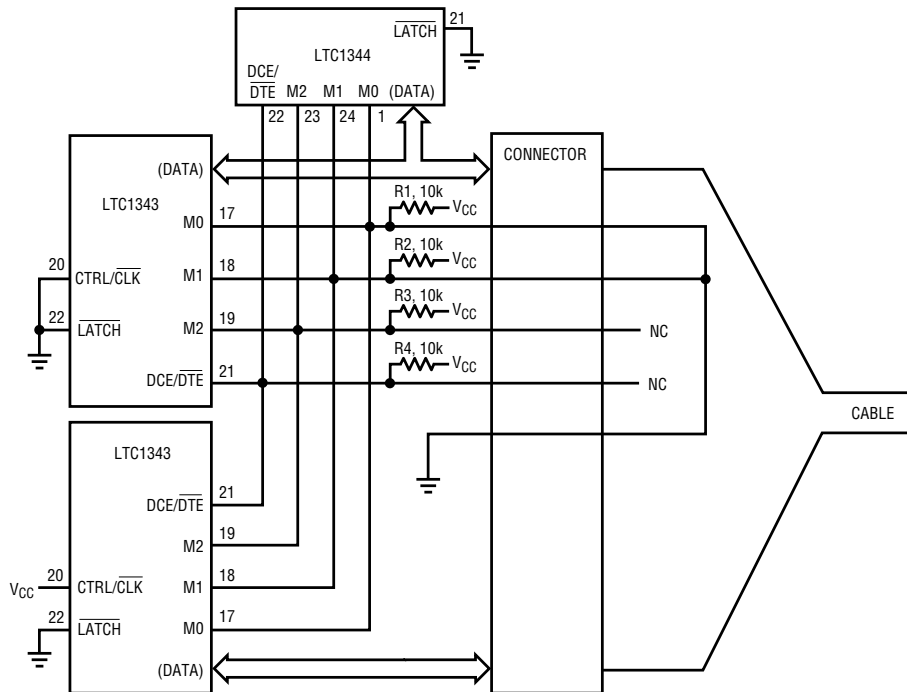 LTC1344
LATCH
21
DCE/
DTE M2 M1 M0 (DATA)
22 23 24 1
(DATA)
LTC1343
M0
17
20
CTRL/CLK
M1
18
22
LATCH
M2
19
DCE/DTE
21
R1, 10k
VCC
R2, 10k
VCC
R3, 10k
VCC
R4, 10k
VCC
CONNECTOR
NC
NC
CABLE
LTC1343
DCE/DTE
21
M2
19
VCC
20
CTRL/CLK
M1
18
22
LATCH
M0
17
(DATA)